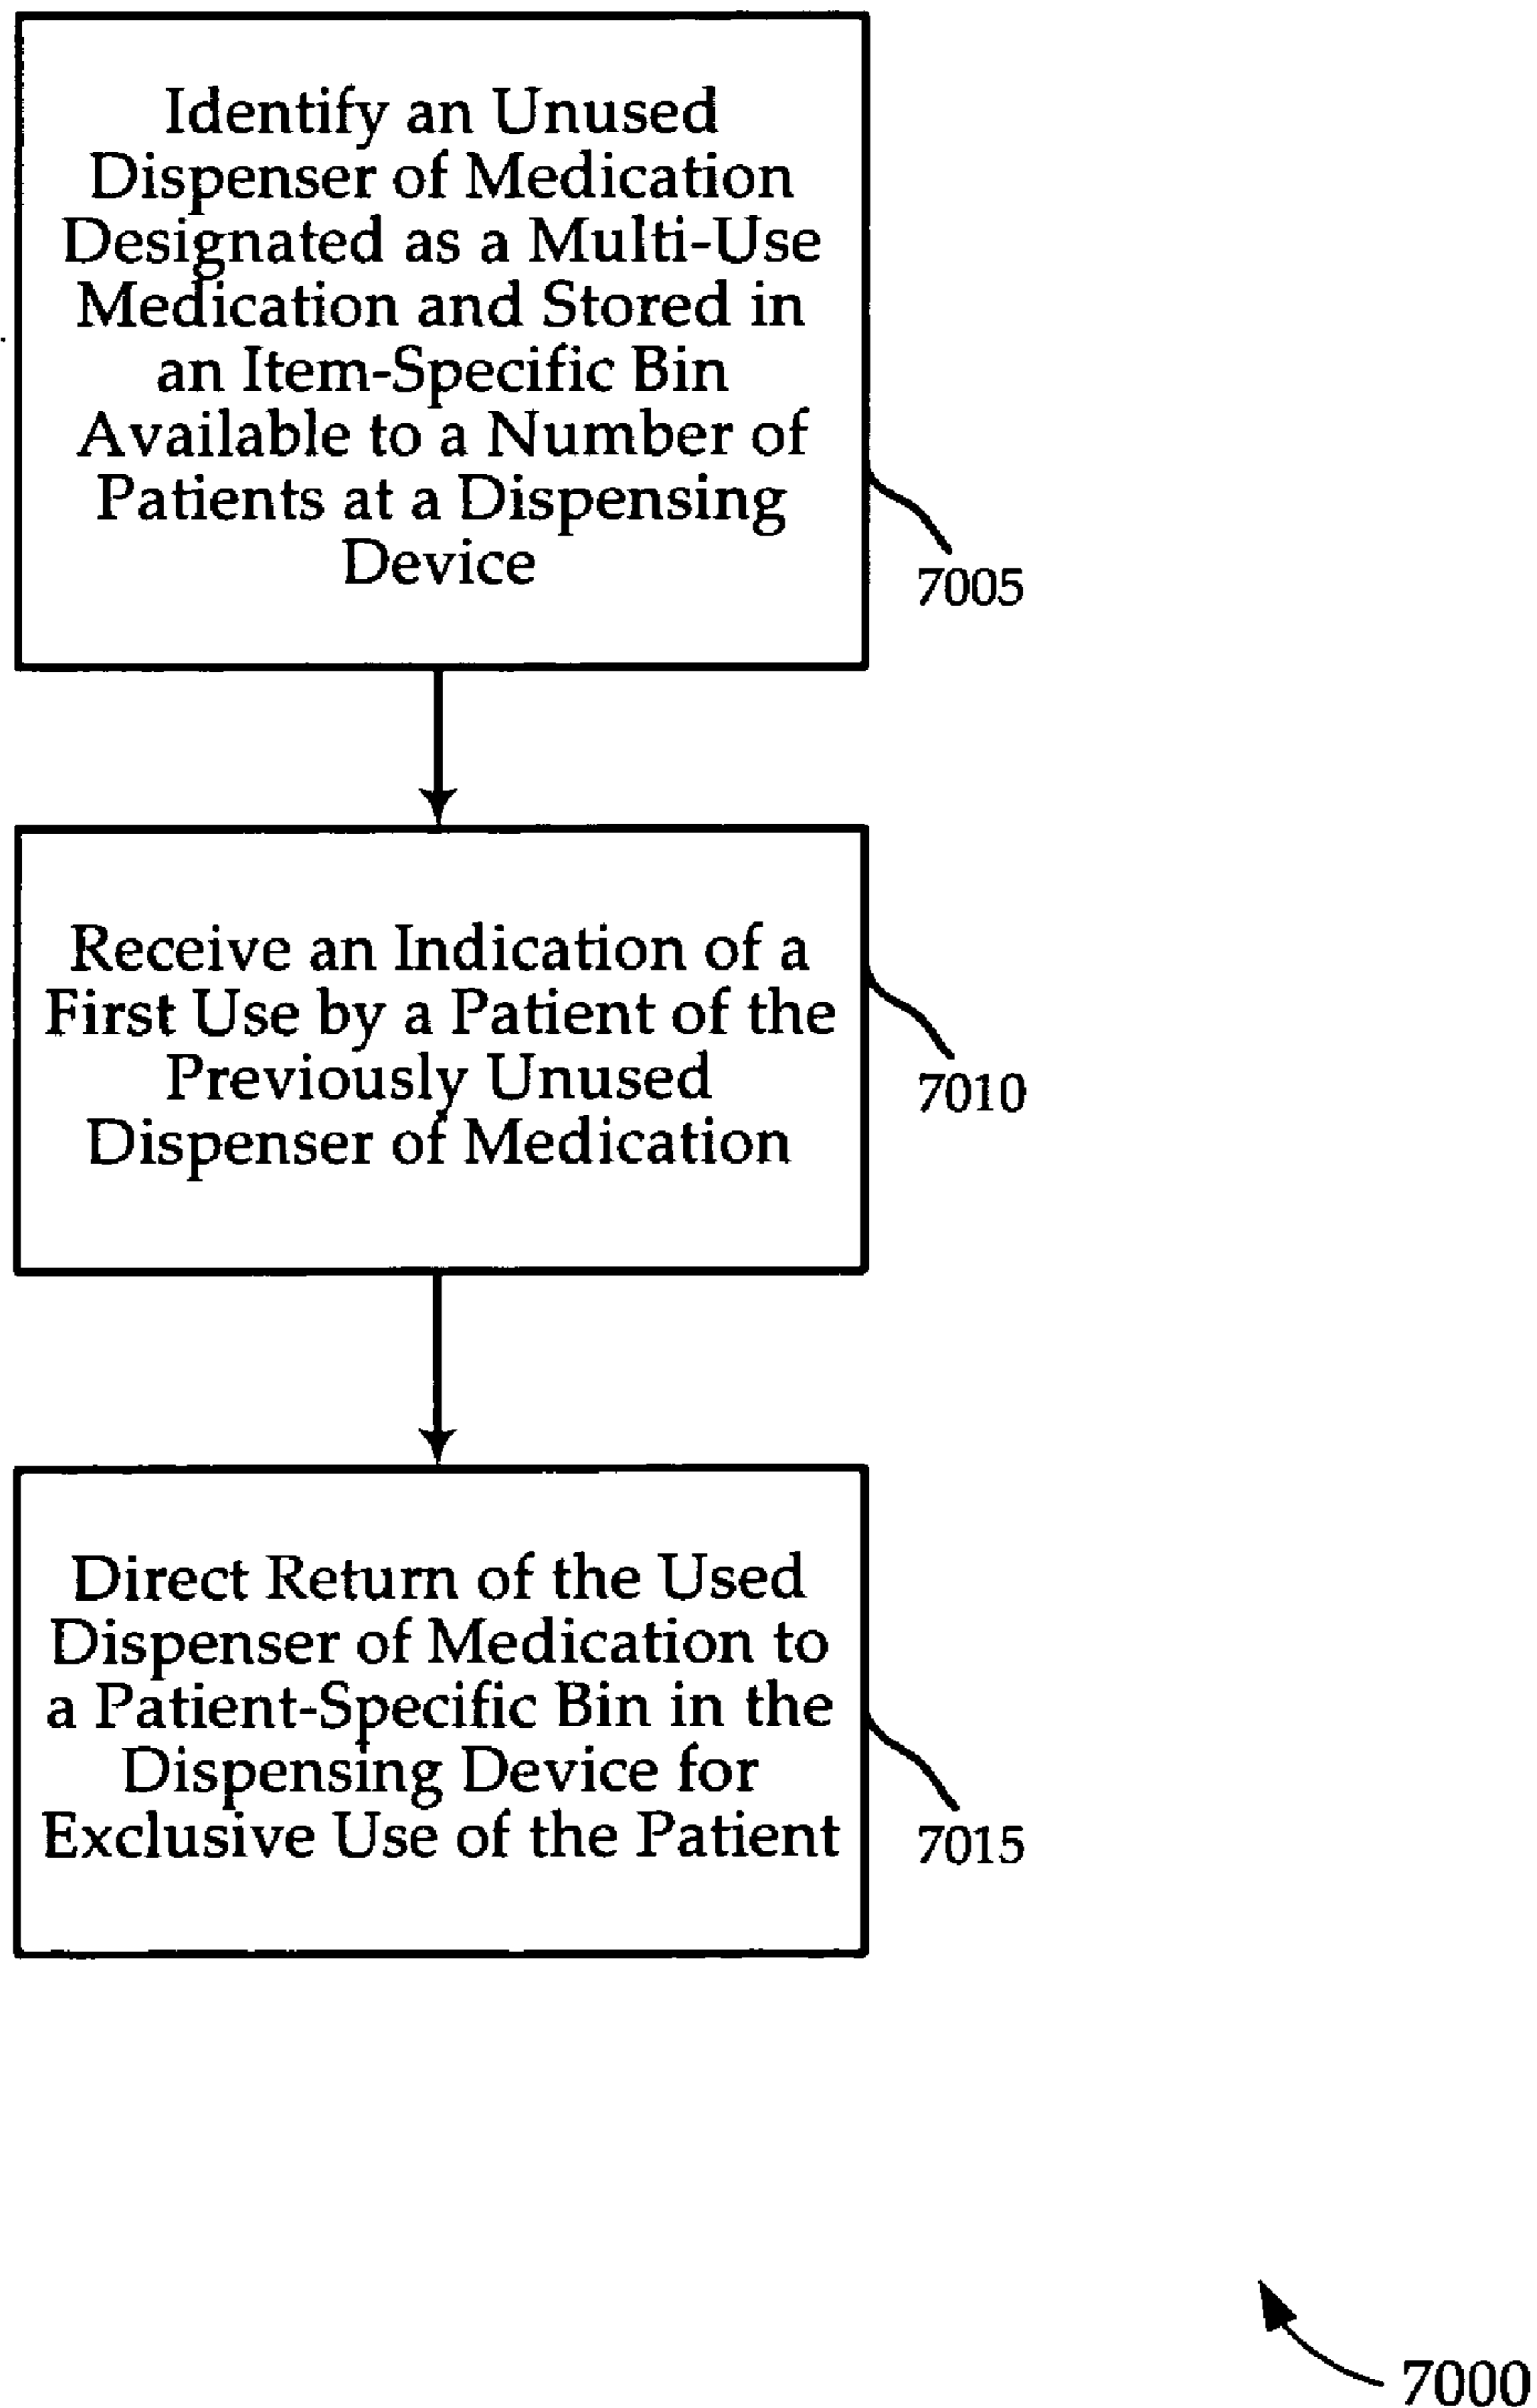 Identify an Unused
Dispenser of Medication
Designated as a Multi-Use
Medication and Stored in
an Item-Specific Bin
Available to a Number of
Patients at a Dispensing
Device
7005
Receive an Indication of a
First Use by a Patient of the
Previously Unused
Dispenser of Medication
7010
Direct Return of the Used
Dispenser of Medication to
a Patient-Specific Bin in the
Dispensing Device for
Exclusive Use of the Patient
7015
7000